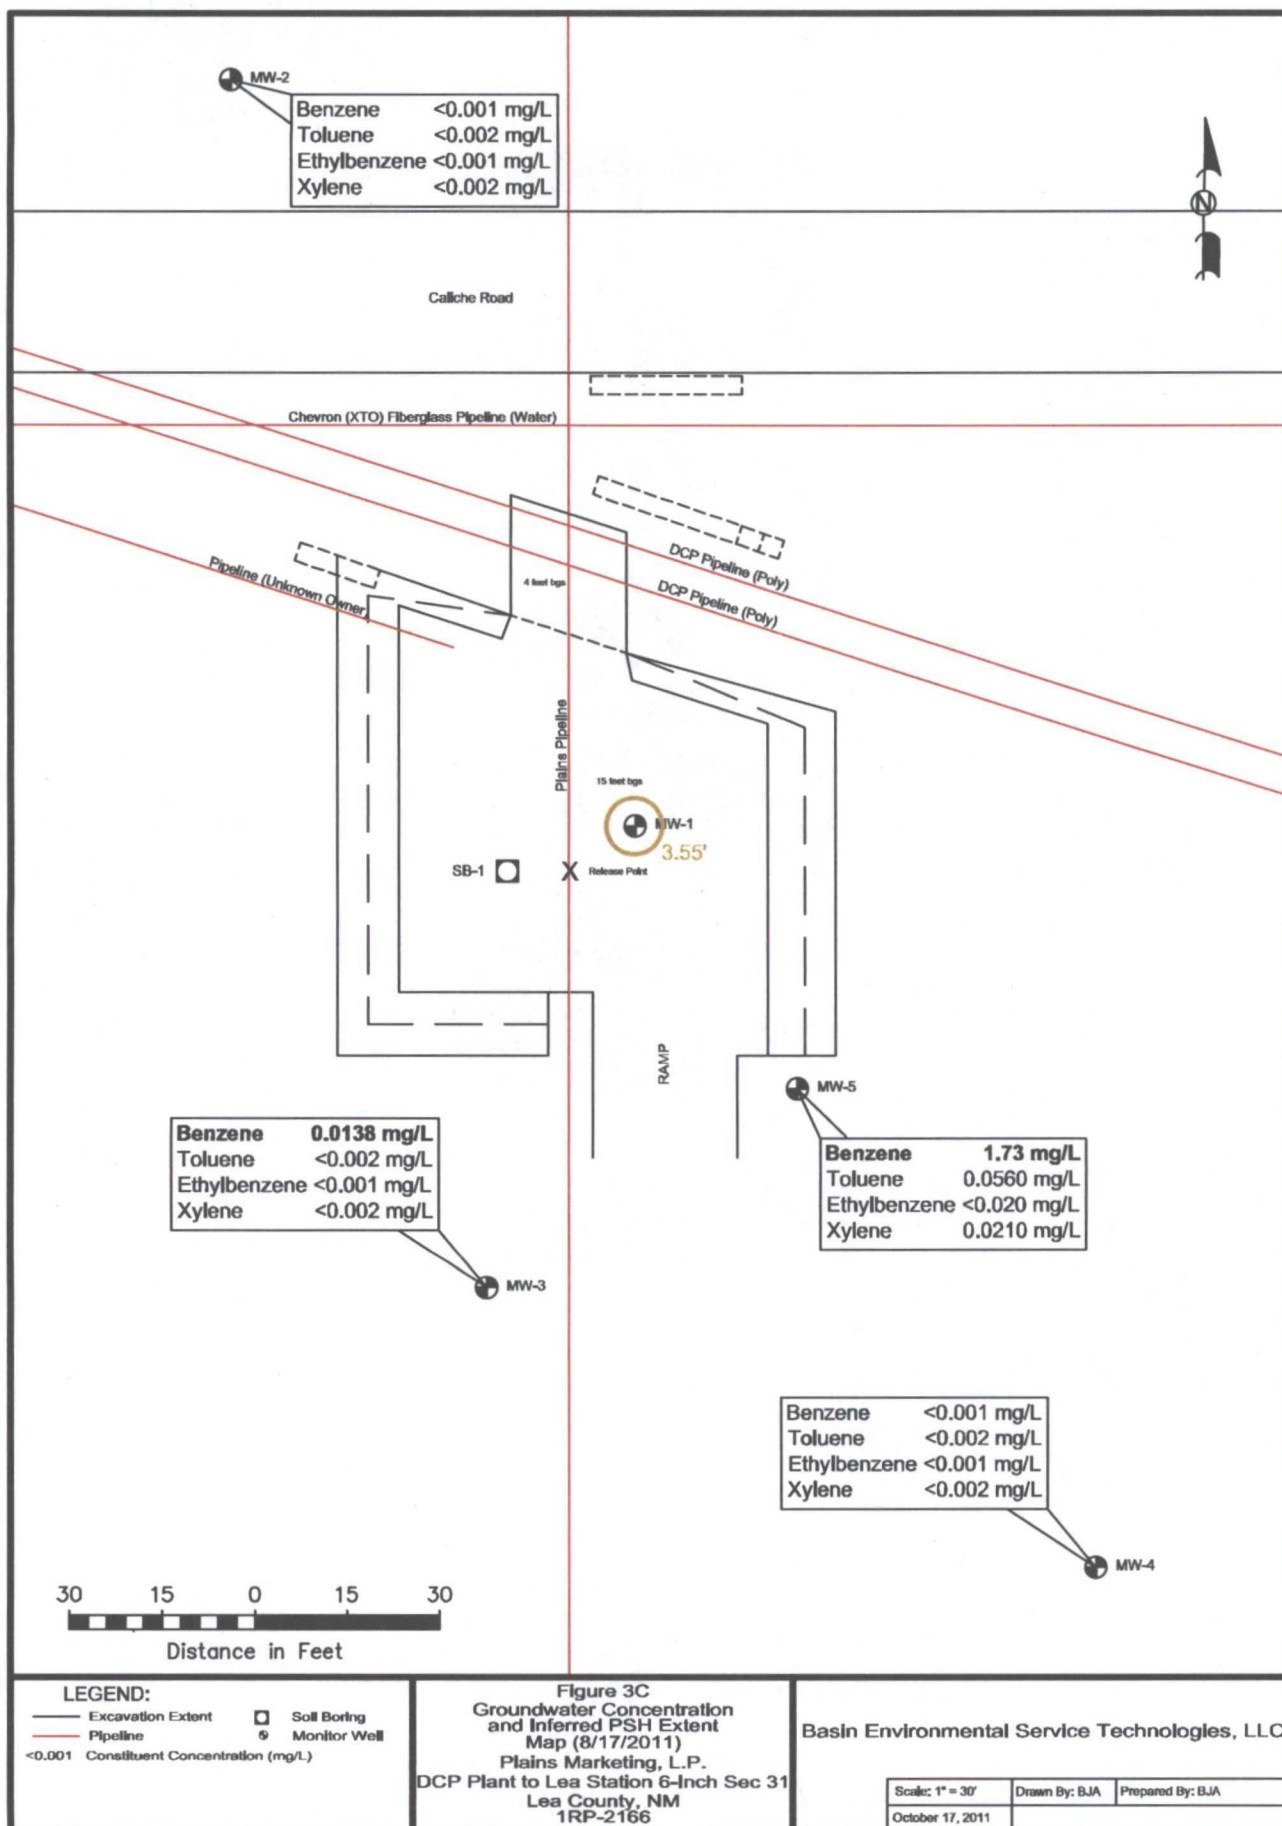 MW-2
Benzene <0.001 mg/L
Toluene <0.002 mg/L
Ethylbenzene <0.001 mg/L
Xylene <0.002 mg/L
N
Caliche Road
Chevron (XTO) Fiberglass Pipeline (Water)
DCP Pipeline (Poly)
DCP Pipeline (Poly)
Pipeline (Unknown Owner)
4 feet bgs
Plains Pipeline
15 feet bgs
MW-1
3.55'
SB-1
X
Release Point
RAMP
MW-5
Benzene 0.0138 mg/L
Toluene <0.002 mg/L
Ethylbenzene <0.001 mg/L
Xylene <0.002 mg/L
Benzene 1.73 mg/L
Toluene 0.0560 mg/L
Ethylbenzene <0.020 mg/L
Xylene 0.0210 mg/L
MW-3
Benzene <0.001 mg/L
Toluene <0.002 mg/L
Ethylbenzene <0.001 mg/L
Xylene <0.002 mg/L
MW-4
30 15 0 15 30
Distance in Feet
LEGEND:
Excavation Extent Soil Boring
Pipeline Monitor Well
<0.001 Constituent Concentration (mg/L)
Figure 3C
Groundwater Concentration
and Inferred PSH Extent
Map (8/17/2011)
Plains Marketing, L.P.
DCP Plant to Lea Station 6-Inch Sec 31
Lea County, NM
1RP-2166
Basin Environmental Service Technologies, LLC
Scale: 1" = 30' Drawn By: BJA Prepared By: BJA
October 17, 2011